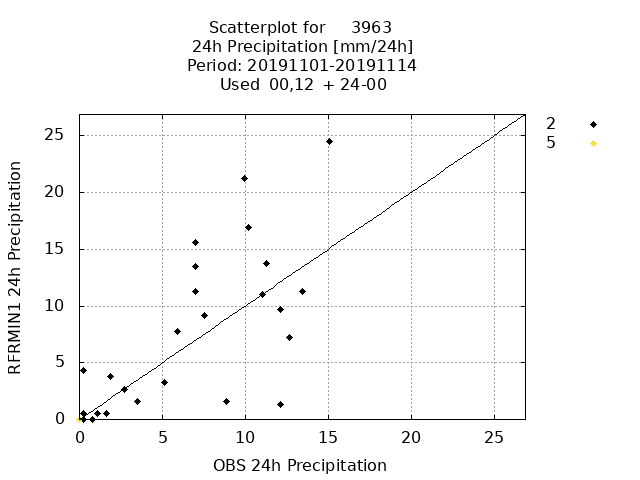 Scatterplot for 3963
24h Precipitation [mm/24h]
Period: 20191101-20191114
Used 00,12 + 24-00
2
5
RFRMIN1 24h Precipitation
25
20
15
10
5
0
0 5 10 15 20 25
OBS 24h Precipitation